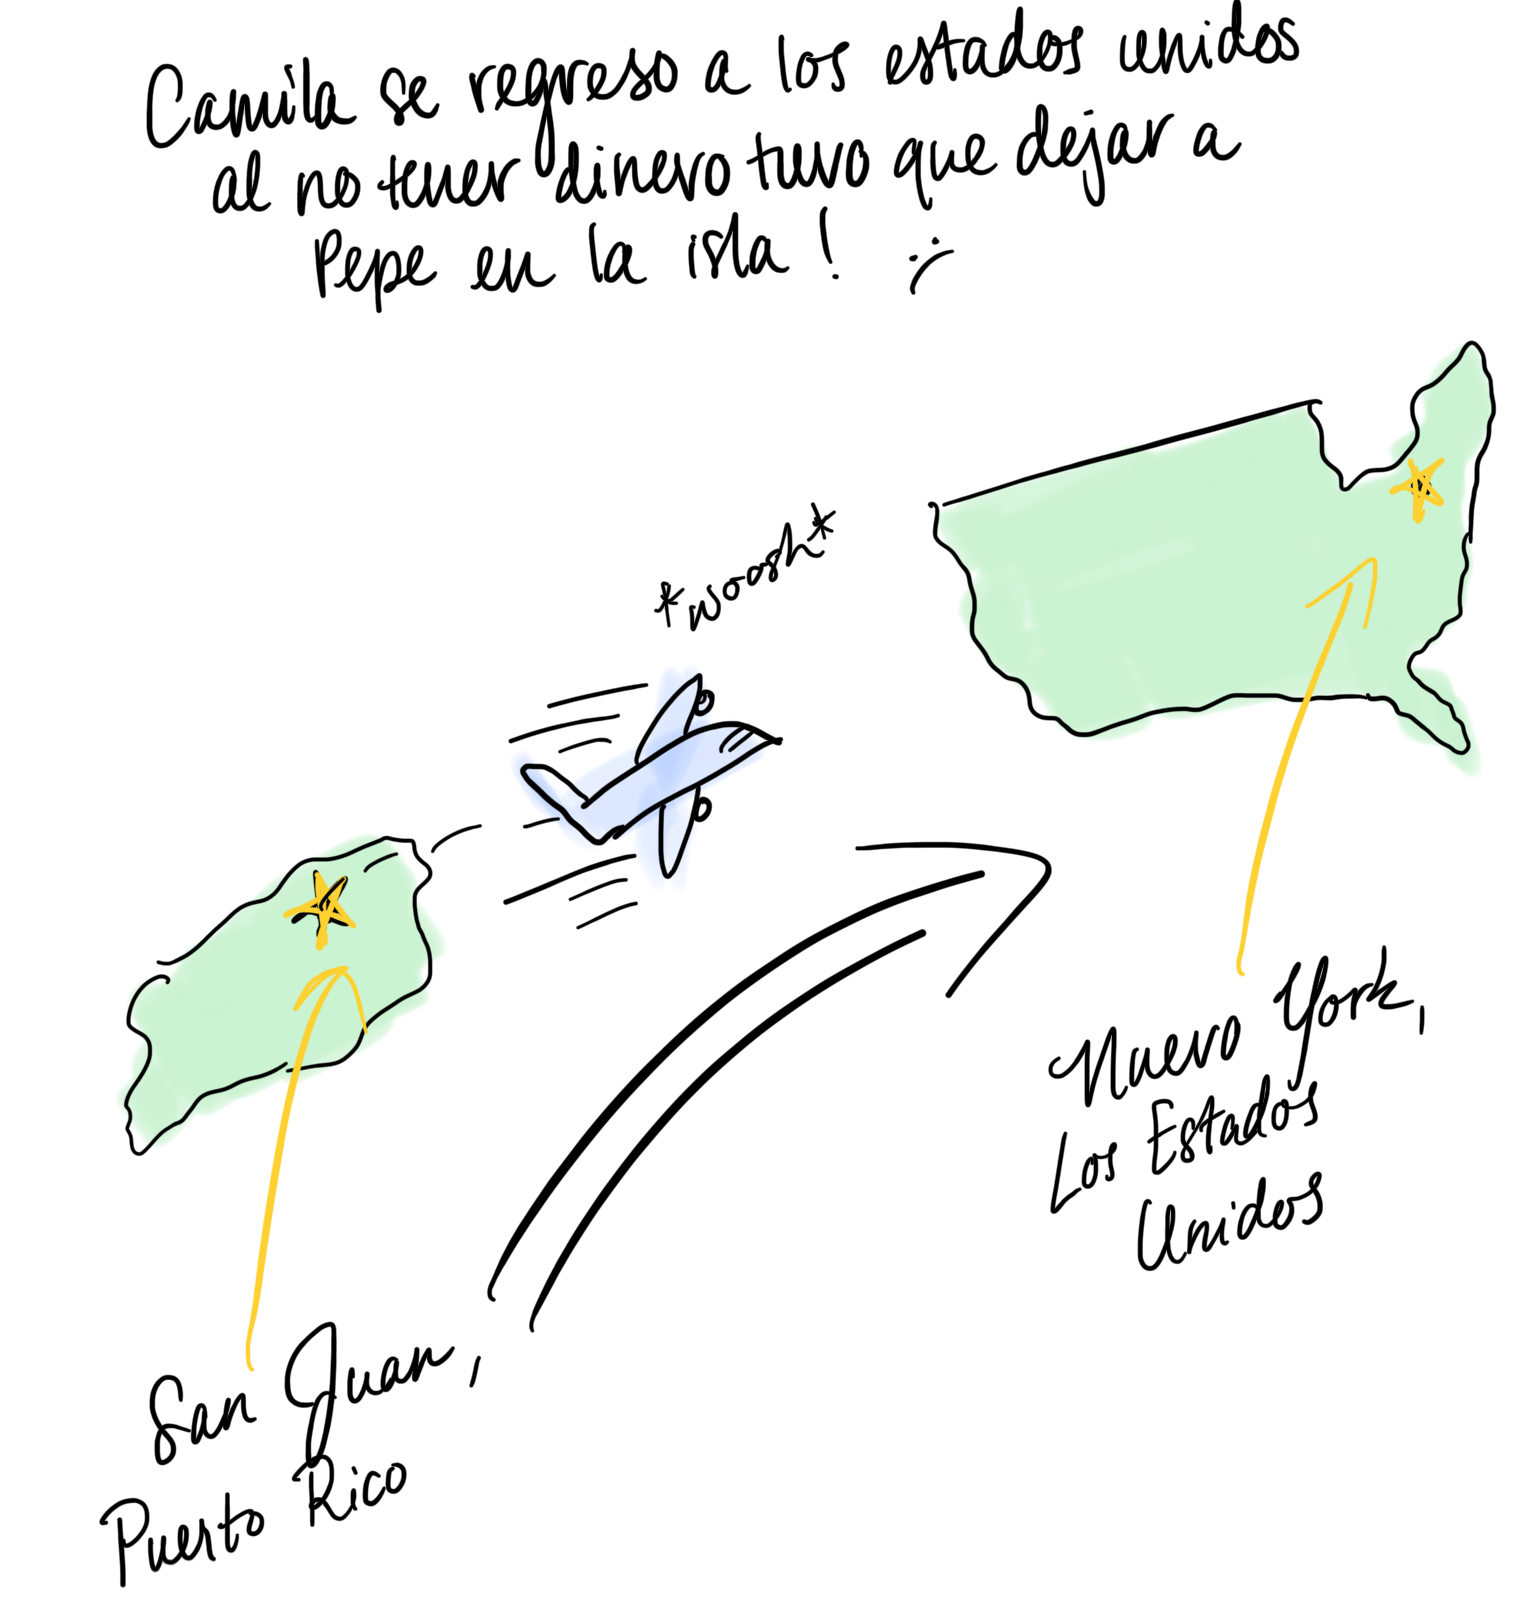 Camila se regreso a los estados unidos
al no tener dinero tuvo que dejar a
Pepe en la isla! :(
*woosh*
Nuevo York,
Los Estados
Unidos
San Juan,
Puerto Rico